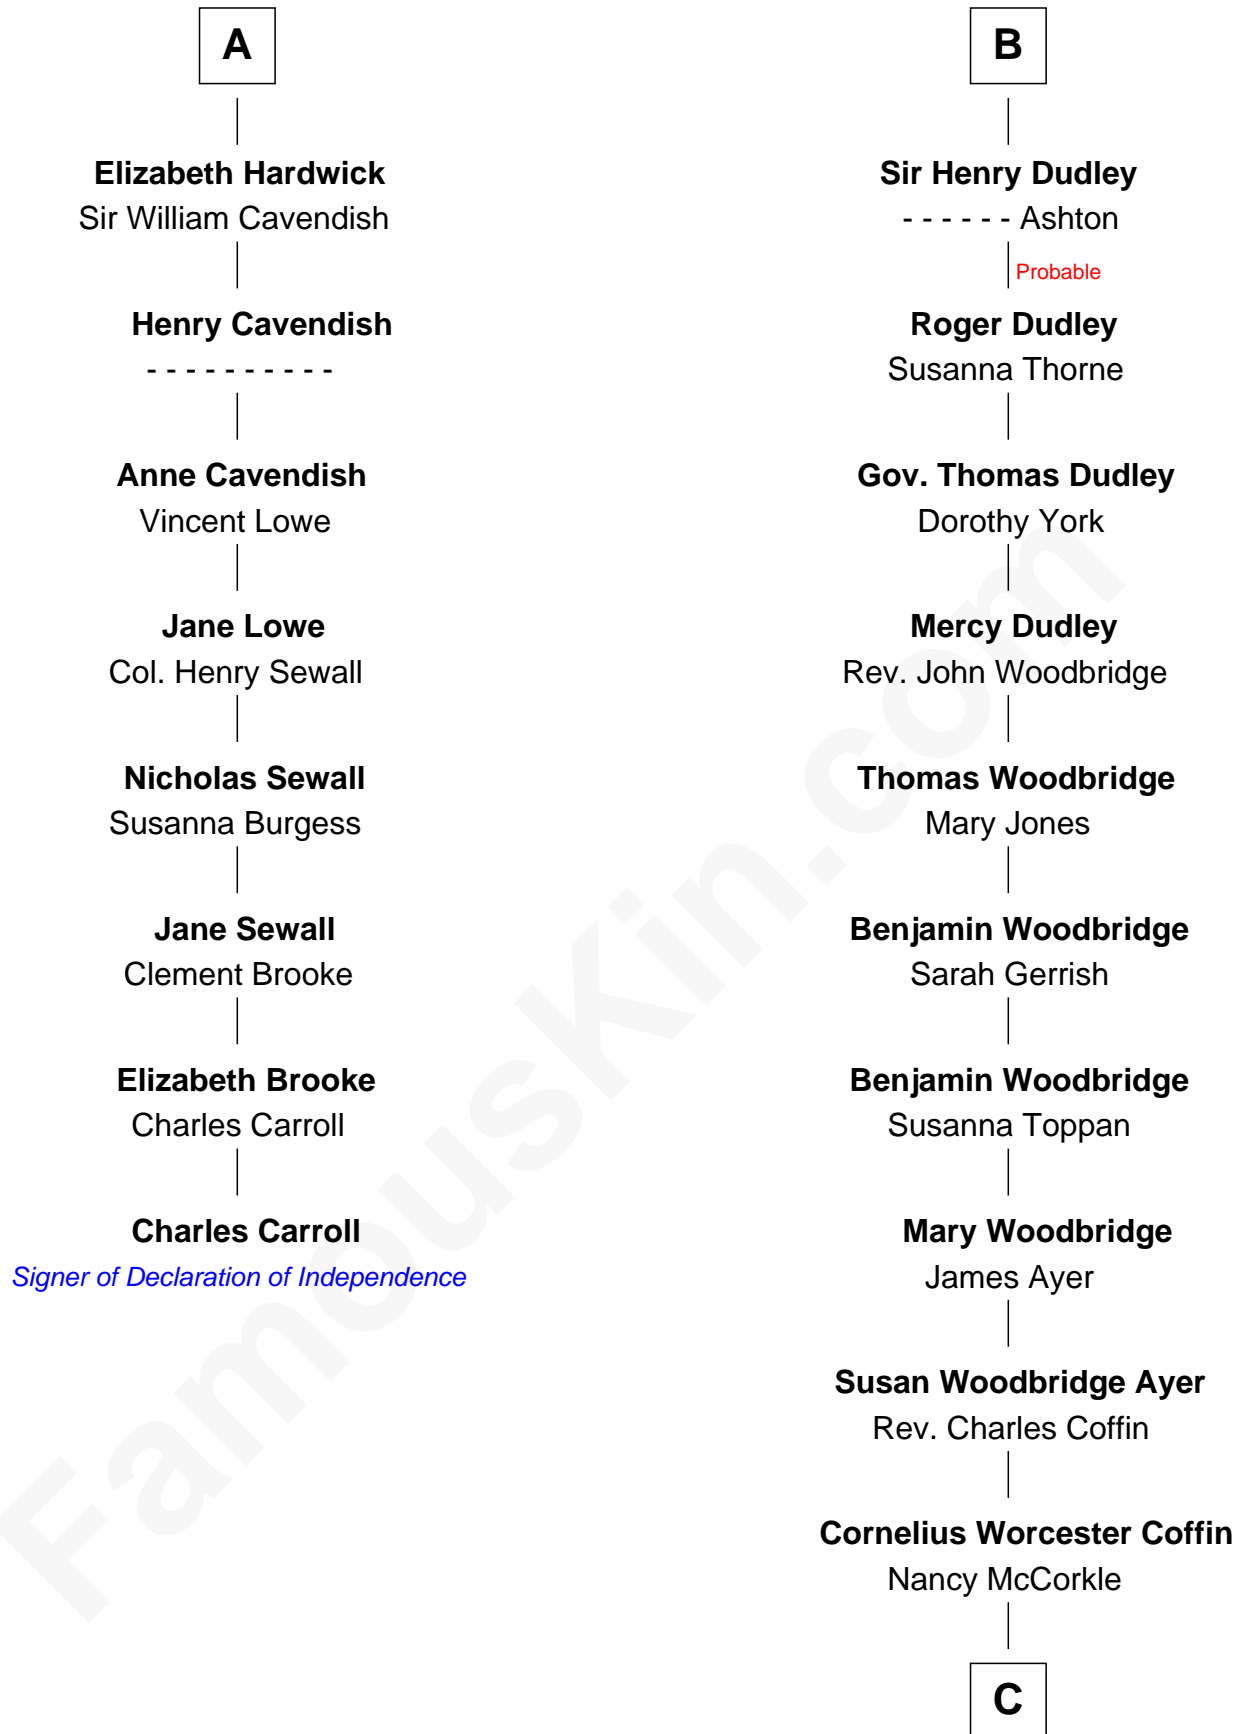 A
Elizabeth Hardwick
Sir William Cavendish
Henry Cavendish
- - - - - - - - - -
Anne Cavendish
Vincent Lowe
Jane Lowe
Col. Henry Sewall
Nicholas Sewall
Susanna Burgess
Jane Sewall
Clement Brooke
Elizabeth Brooke
Charles Carroll
Charles Carroll
Signer of Declaration of Independence
B
Sir Henry Dudley
- - - - - - Ashton
Probable
Roger Dudley
Susanna Thorne
Gov. Thomas Dudley
Dorothy York
Mercy Dudley
Rev. John Woodbridge
Thomas Woodbridge
Mary Jones
Benjamin Woodbridge
Sarah Gerrish
Benjamin Woodbridge
Susanna Toppan
Mary Woodbridge
James Ayer
Susan Woodbridge Ayer
Rev. Charles Coffin
Cornelius Worcester Coffin
Nancy McCorkle
C
FamousKin.com